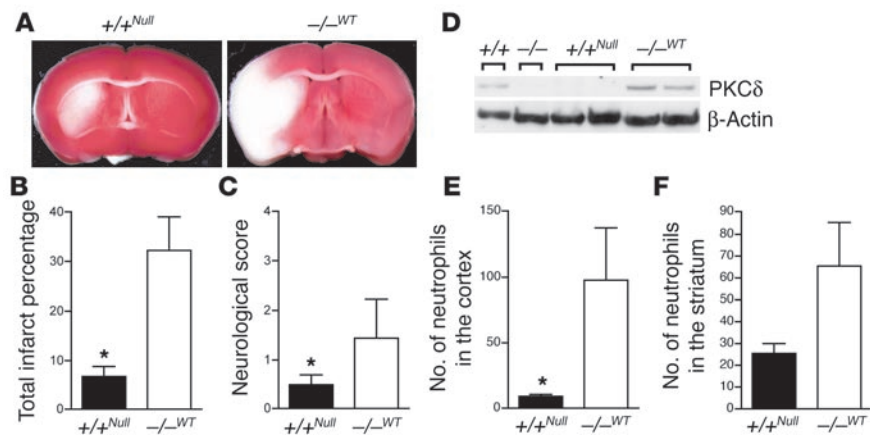 A
+/+Null
–/–WT
D
+/+ –/– +/+Null –/–WT
PKCδ
β-Actin
B
Total infarct percentage
40
30
20
10
0
*
+/+Null –/–WT
C
Neurological score
4
3
2
1
0
*
+/+Null –/–WT
E
No. of neutrophils
in the cortex
150
100
50
0
*
+/+Null –/–WT
F
No. of neutrophils
in the striatum
90
80
70
60
50
40
30
20
10
0
+/+Null –/–WT